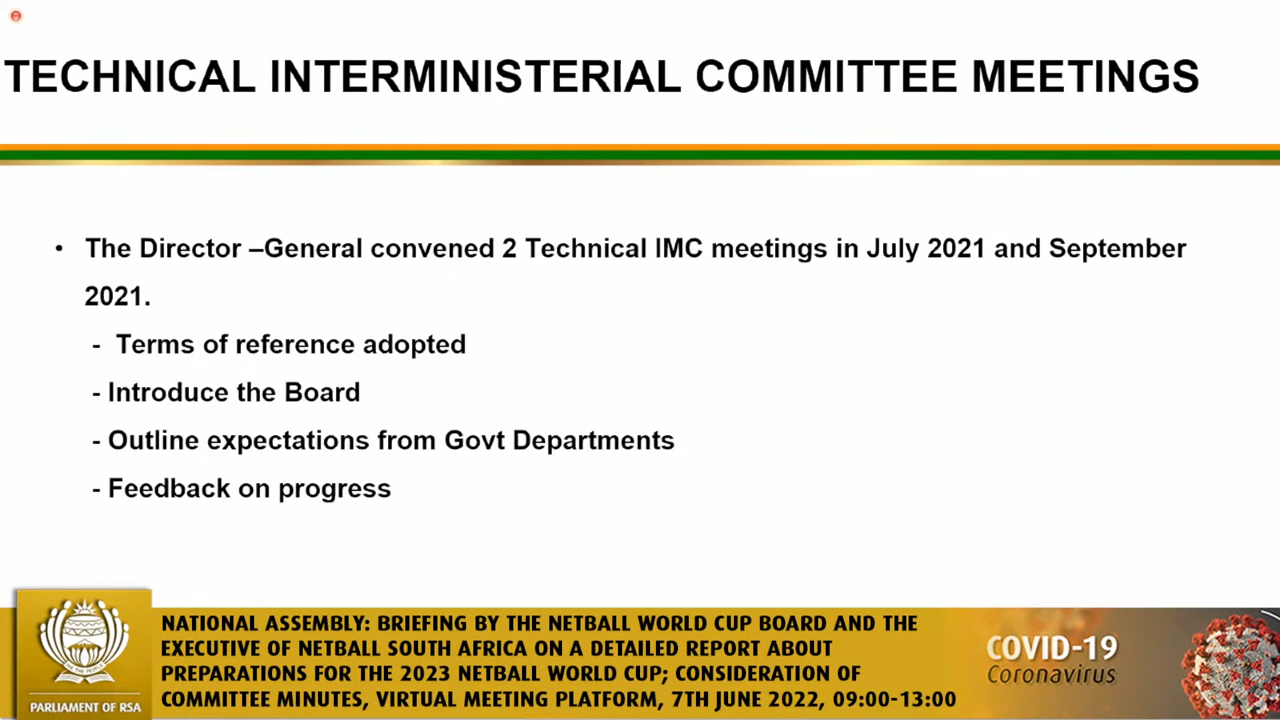 TECHNICAL INTERMINISTERIAL COMMITTEE MEETINGS
• The Director –General convened 2 Technical IMC meetings in July 2021 and September
2021.
- Terms of reference adopted
- Introduce the Board
- Outline expectations from Govt Departments
- Feedback on progress
NATIONAL ASSEMBLY: BRIEFING BY THE NETBALL WORLD CUP BOARD AND THE
EXECUTIVE OF NETBALL SOUTH AFRICA ON A DETAILED REPORT ABOUT
PREPARATIONS FOR THE 2023 NETBALL WORLD CUP; CONSIDERATION OF
COMMITTEE MINUTES, VIRTUAL MEETING PLATFORM, 7TH JUNE 2022, 09:00-13:00
PARLIAMENT OF RSA
COVID-19
Coronavirus